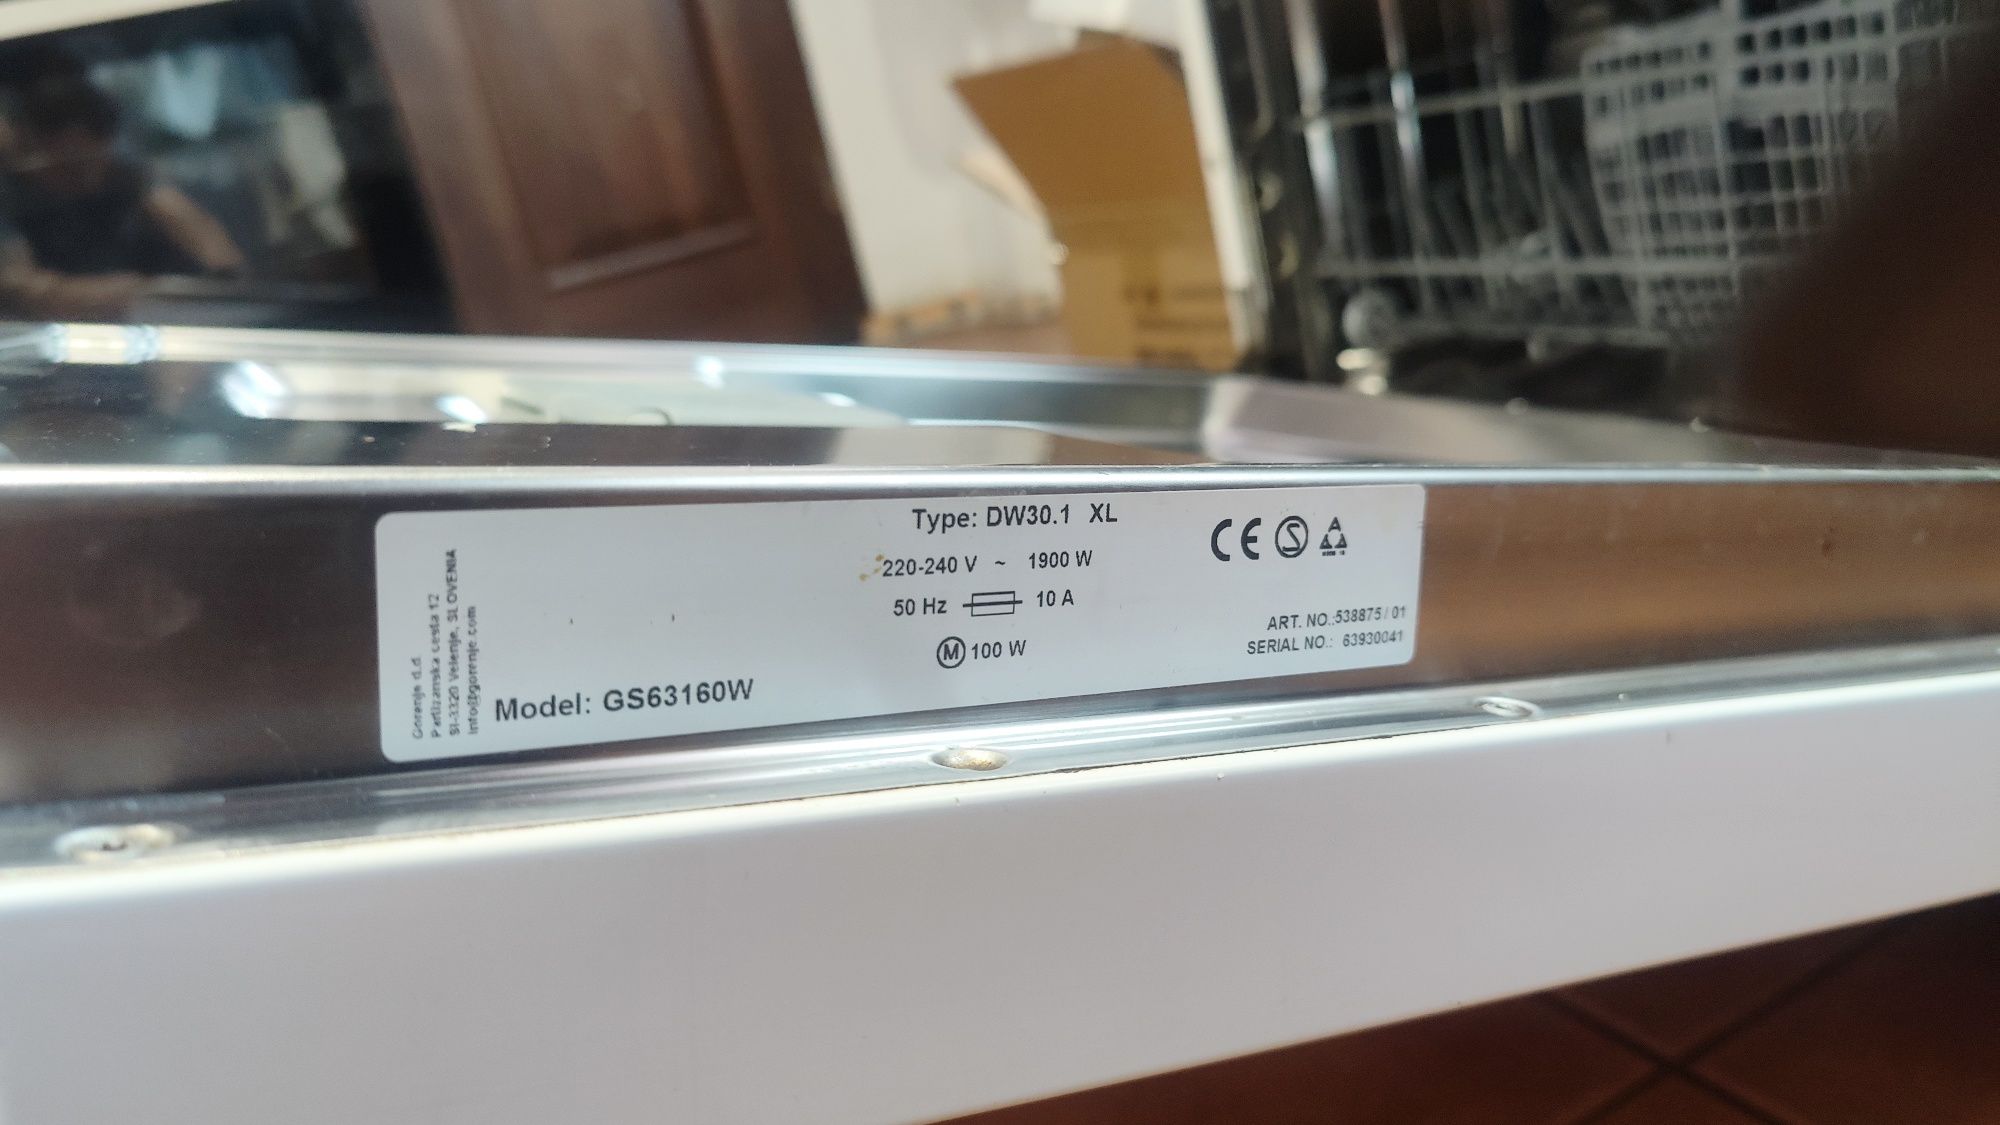 Type: DW30.1 XL
220-240 V ~ 1900 W
50 Hz 10 A
M 100 W
Model: GS63160W
Gorenje d.d.
Partizanska cesta 12
SI-3320 Velenje, SLOVENIA
info@gorenje.com
CE S
ART. NO.:538875/01
SERIAL NO.: 63930041